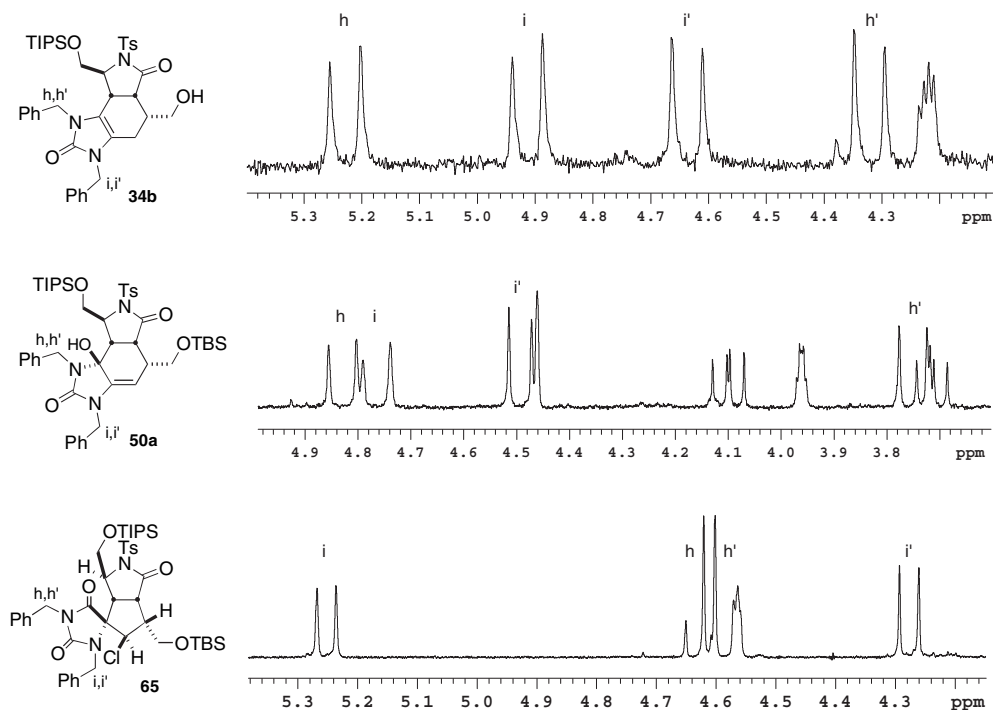 h i i' h'
TIPSO Ts
N
O
h,h'
OH
Ph
N
O
N
Ph i,i'
34b
5.3 5.2 5.1 5.0 4.9 4.8 4.7 4.6 4.5 4.4 4.3 ppm
TIPSO Ts
N
O
h i i' h'
h,h' HO OTBS
Ph
N
O
N
Ph i,i'
50a
4.9 4.8 4.7 4.6 4.5 4.4 4.3 4.2 4.1 4.0 3.9 3.8 ppm
OTIPS
Ts
H N
O O
i h h' i'
h,h' H
Ph N
O N OTBS
Cl H
Ph i,i'
65
5.3 5.2 5.1 5.0 4.9 4.8 4.7 4.6 4.5 4.4 4.3 ppm